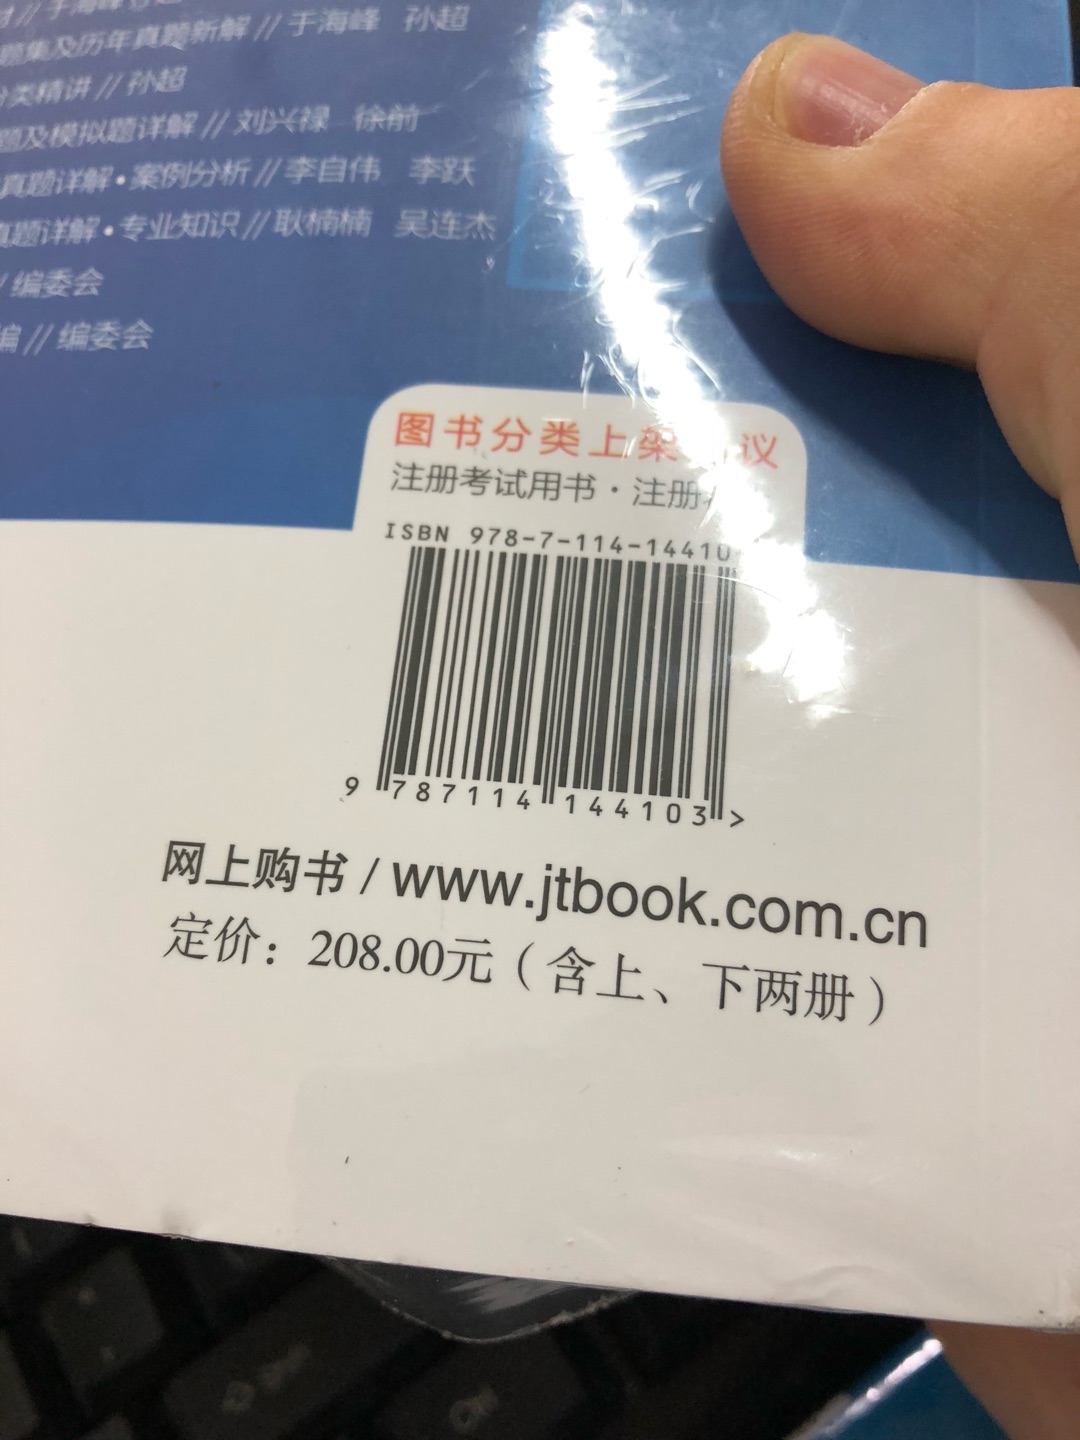 题集及历年真题新解 // 于海峰 孙超
分类精讲 // 孙超
题及模拟题详解 // 刘兴禄 徐前
真题详解•案例分析 // 李自伟 李跃
真题详解•专业知识 // 耿楠楠 吴连杰
/ 编委会
编 // 编委会
图书分类上架 议
注册考试用书·注册
ISBN 978-7-114-14410
9 787114 144103 >
网上购书 / www.jtbook.com.cn
定价：208.00元（含上、下两册）